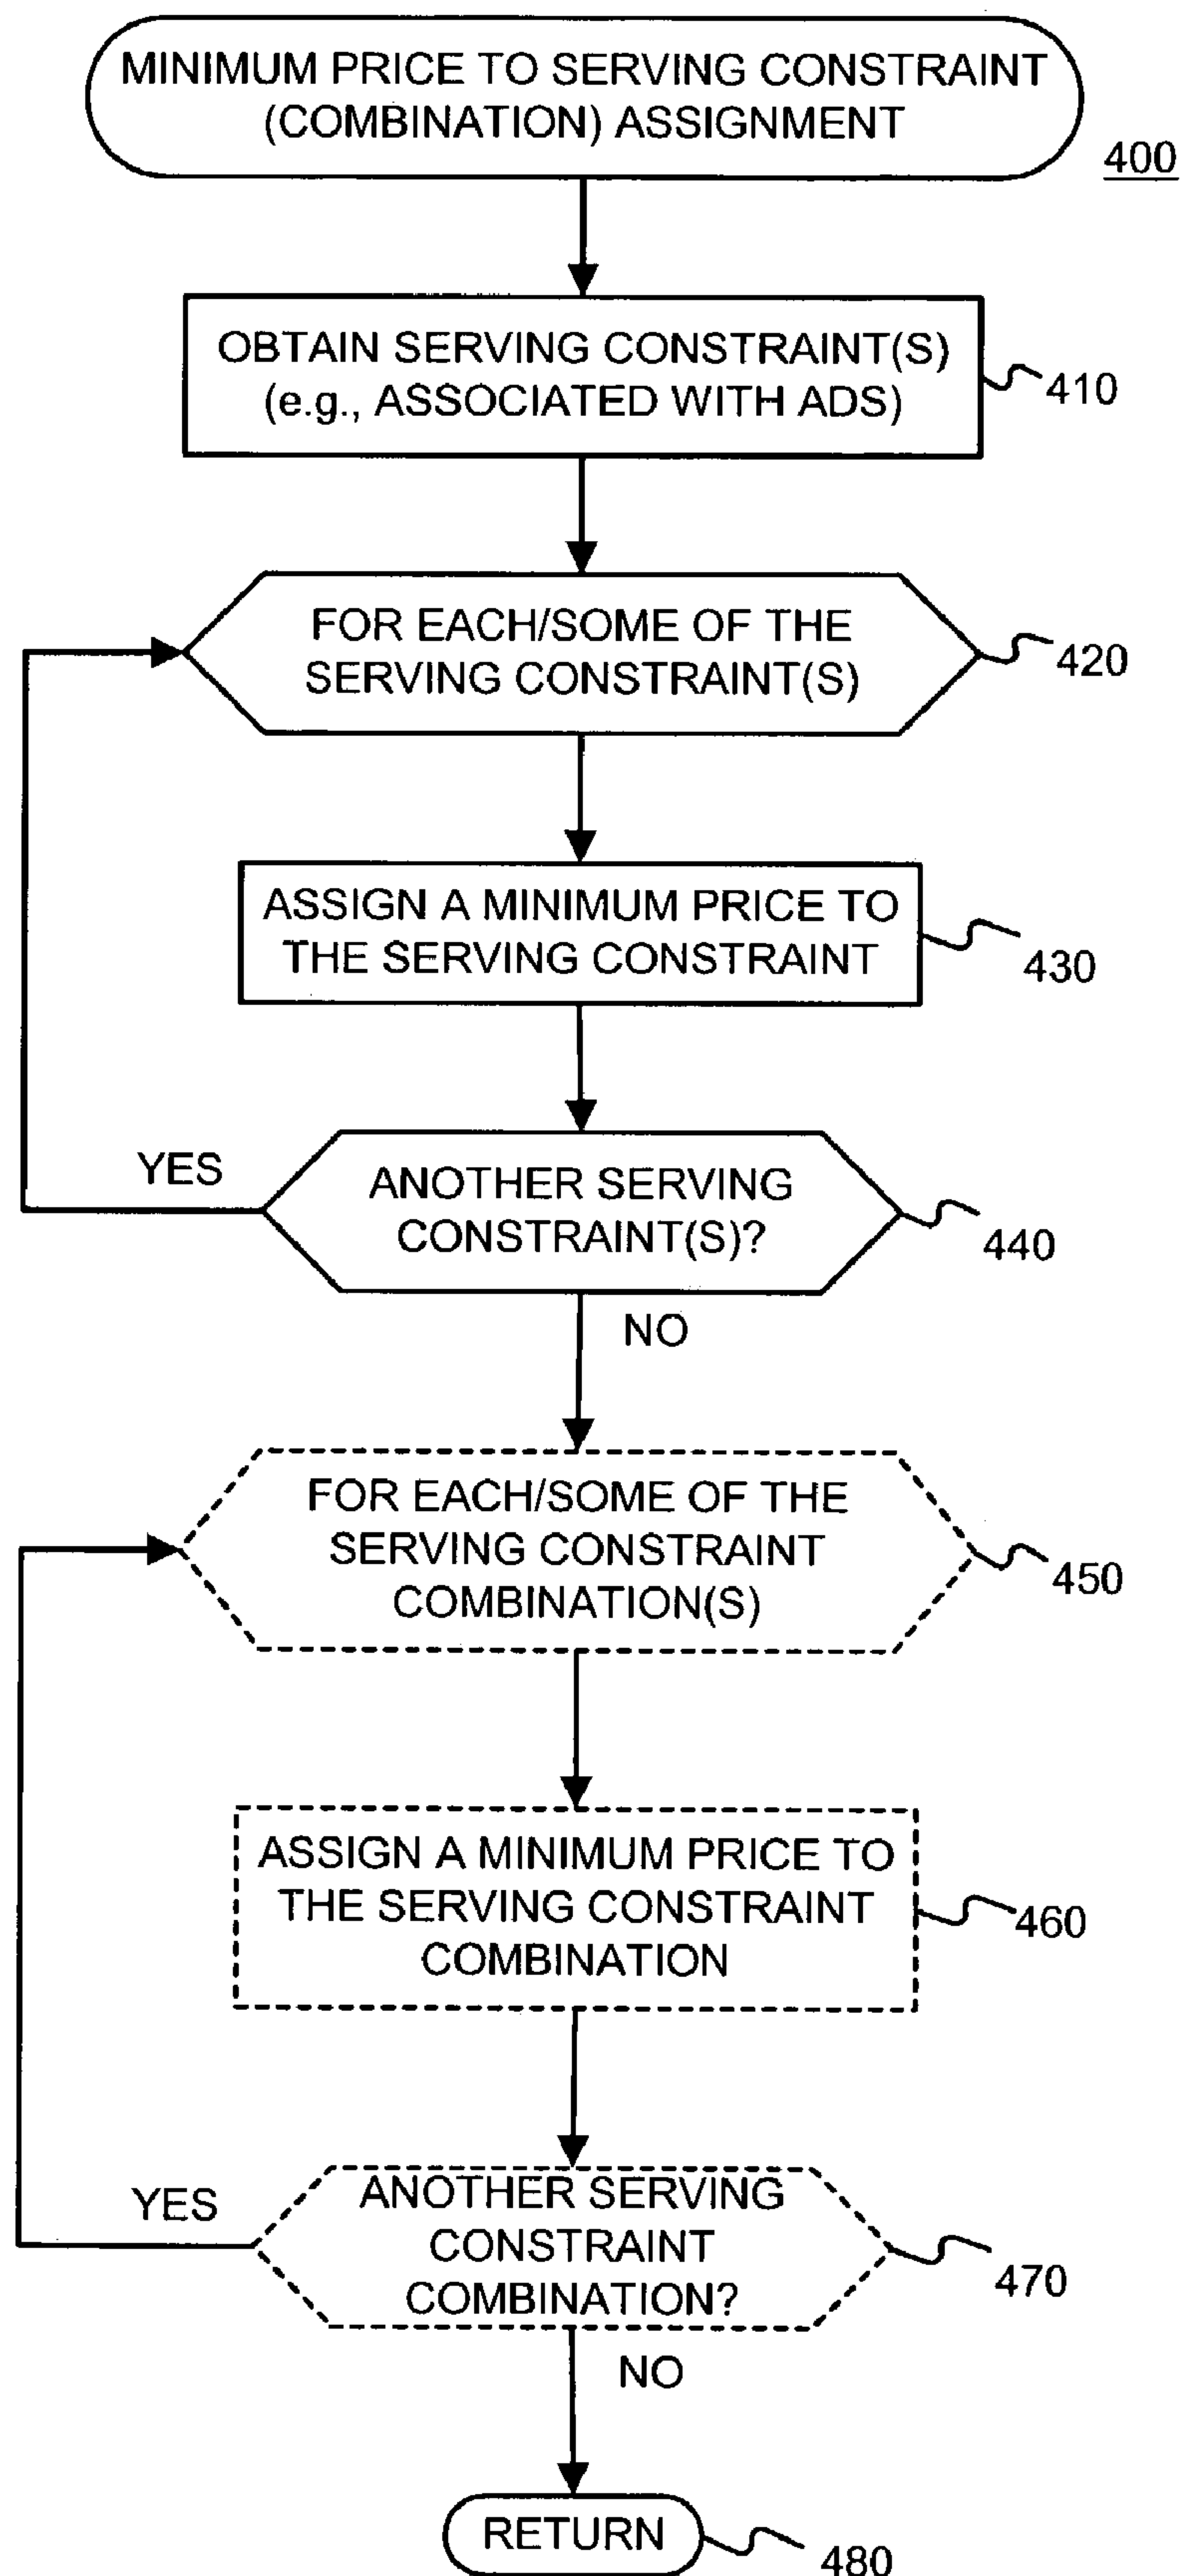 MINIMUM PRICE TO SERVING CONSTRAINT
(COMBINATION) ASSIGNMENT
400
OBTAIN SERVING CONSTRAINT(S)
(e.g., ASSOCIATED WITH ADS)
410
FOR EACH/SOME OF THE
SERVING CONSTRAINT(S)
420
ASSIGN A MINIMUM PRICE TO
THE SERVING CONSTRAINT
430
YES
ANOTHER SERVING
CONSTRAINT(S)?
440
NO
FOR EACH/SOME OF THE
SERVING CONSTRAINT
COMBINATION(S)
450
ASSIGN A MINIMUM PRICE TO
THE SERVING CONSTRAINT
COMBINATION
460
YES
ANOTHER SERVING
CONSTRAINT
COMBINATION?
470
NO
RETURN
480